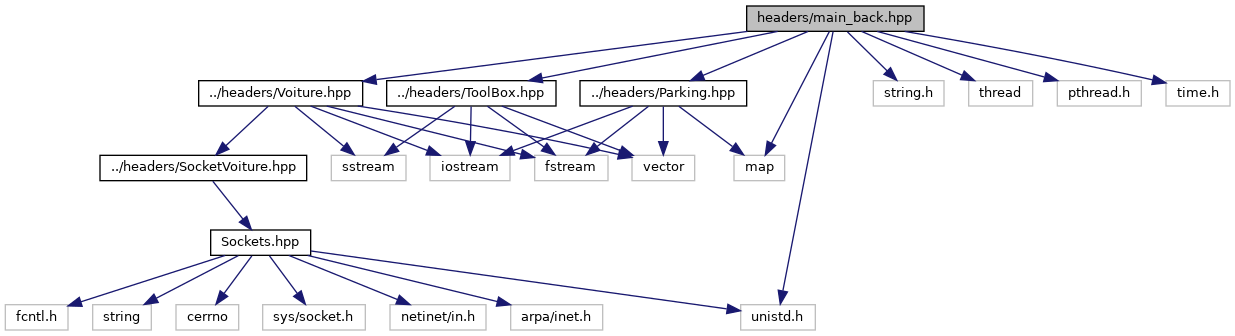 headers/main_back.hpp
../headers/Voiture.hpp
../headers/ToolBox.hpp
../headers/Parking.hpp
string.h
thread
pthread.h
time.h
../headers/SocketVoiture.hpp
sstream
iostream
fstream
vector
map
Sockets.hpp
fcntl.h
string
cerrno
sys/socket.h
netinet/in.h
arpa/inet.h
unistd.h